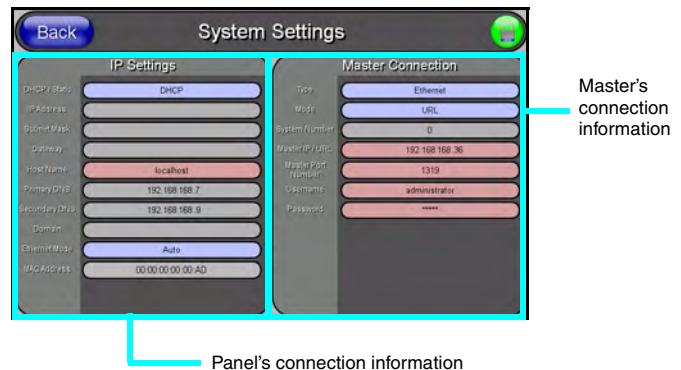 Back
System Settings
IP Settings
DHCP / Static
DHCP
IP Address
Subnet Mask
Gateway
Host Name
localhost
Primary DNS
192.168.168.7
Secondary DNS
192.168.168.9
Domain
Ethernet Mode
Auto
MAC Address
00:00:00:00:00:AD
Master Connection
Type
Ethernet
Mode
URL
System Number
0
Master IP / URL
192.168.168.36
Master Port
Number
1319
Username
administrator
Password
*****
Master's
connection
information
Panel's connection information